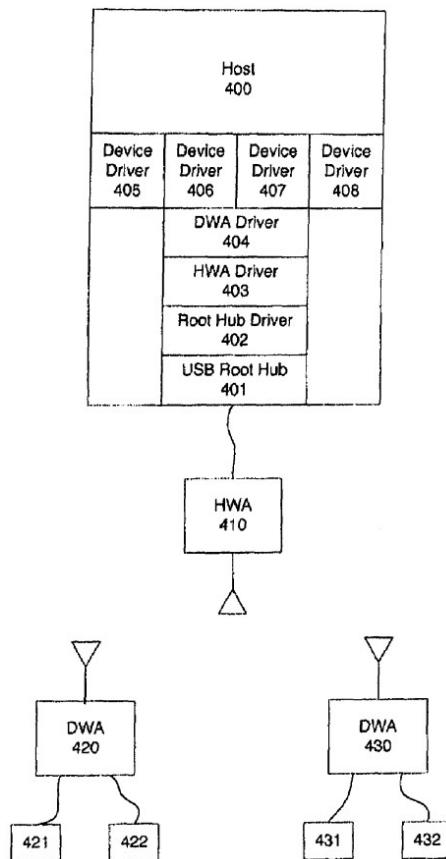 Host
400
Device Device Device Device
Driver Driver Driver Driver
405 406 407 408
DWA Driver
404
HWA Driver
403
Root Hub Driver
402
USB Root Hub
401
HWA
410
DWA DWA
420 430
421 422 431 432